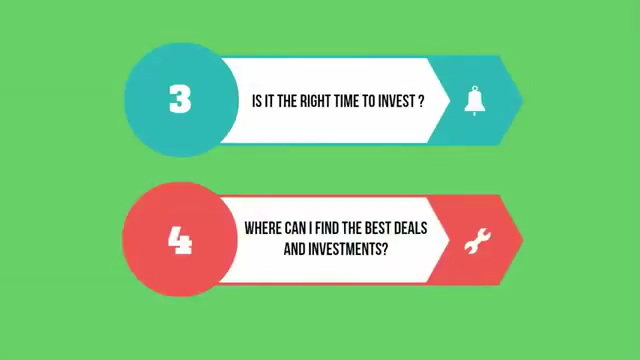 3
IS IT THE RIGHT TIME TO INVEST ?
4
WHERE CAN I FIND THE BEST DEALS
AND INVESTMENTS?